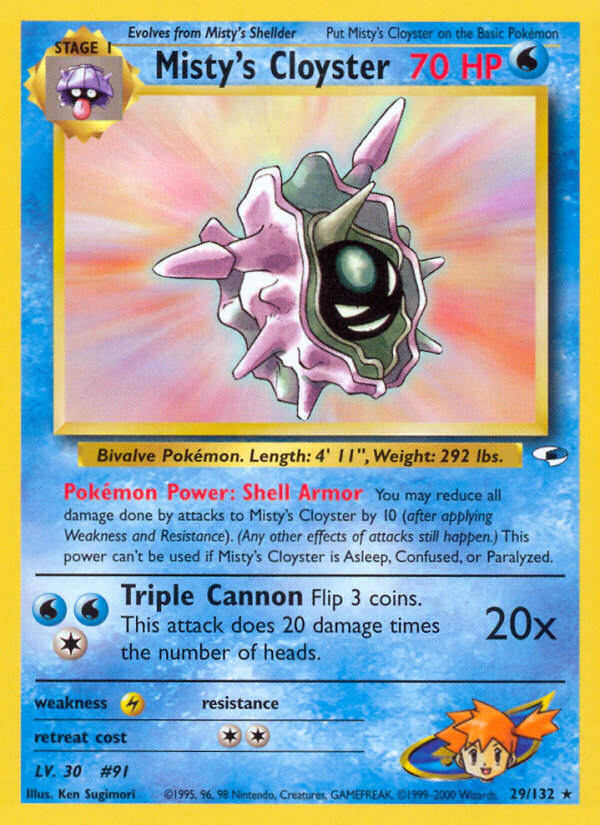 Evolves from Misty's Shellder Put Misty's Cloyster on the Basic Pokémon
STAGE 1
Misty's Cloyster 70 HP
Bivalve Pokémon. Length: 4' 11", Weight: 292 lbs.
Pokémon Power: Shell Armor You may reduce all
damage done by attacks to Misty's Cloyster by 10 (after applying
Weakness and Resistance). (Any other effects of attacks still happen.) This
power can't be used if Misty's Cloyster is Asleep, Confused, or Paralyzed.
Triple Cannon Flip 3 coins.
This attack does 20 damage times
the number of heads.
20x
weakness resistance
retreat cost
LV. 30 #91
Illus. Ken Sugimori ©1995, 96, 98 Nintendo, Creatures, GAMEFREAK. ©1999-2000 Wizards. 29/132 ★